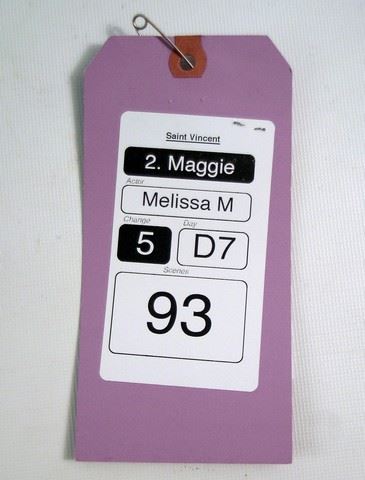 Saint Vincent
2. Maggie
Actor
Melissa M
Change Day
5 D7
Scenes
93